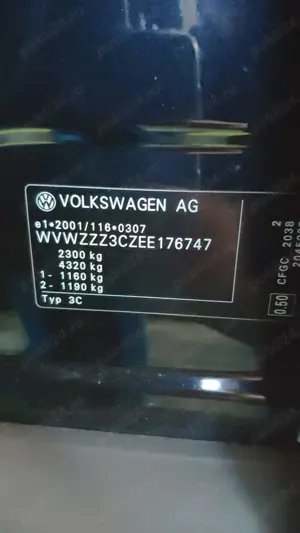 VOLKSWAGEN AG
e1*2001/116*0307
WVWZZZ3CZEE176747
2300 kg
4320 kg
1- 1160 kg
2- 1190 kg
Typ 3C
0.50
CFGC 2038
2